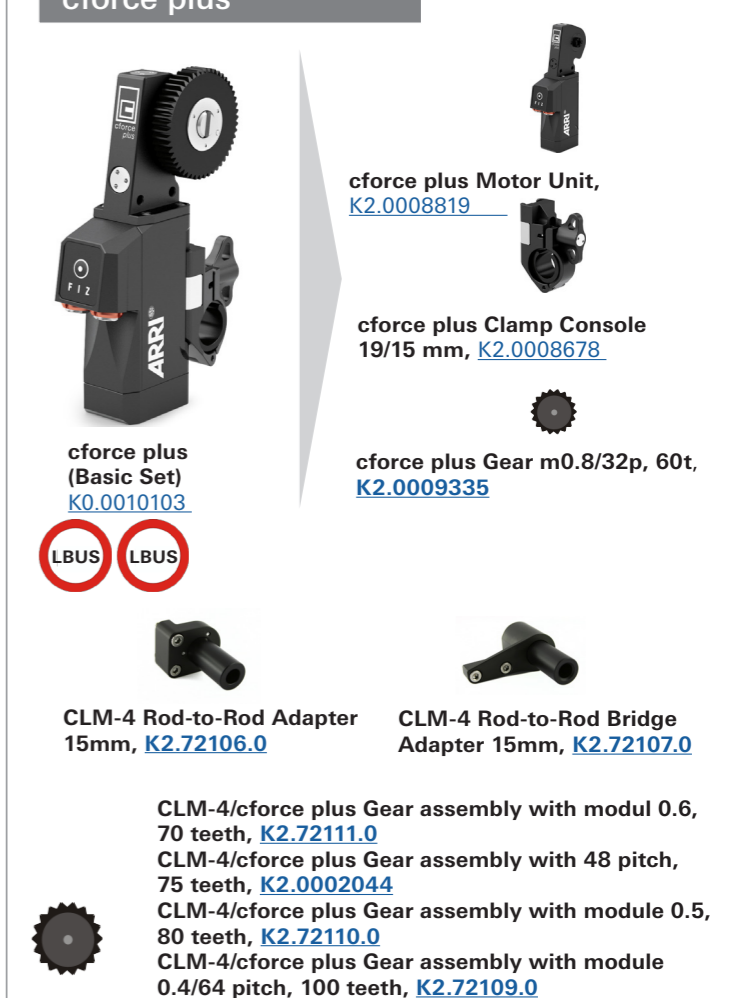 cforce plus
cforce
plus
F I Z
ARRI
F I Z
ARRI
cforce plus Motor Unit,
K2.0008819
cforce plus Clamp Console
19/15 mm, K2.0008678
cforce plus Gear m0.8/32p, 60t,
K2.0009335
cforce plus
(Basic Set)
K0.0010103
LBUS LBUS
CLM-4 Rod-to-Rod Adapter
15mm, K2.72106.0
CLM-4 Rod-to-Rod Bridge
Adapter 15mm, K2.72107.0
CLM-4/cforce plus Gear assembly with modul 0.6,
70 teeth, K2.72111.0
CLM-4/cforce plus Gear assembly with 48 pitch,
75 teeth, K2.0002044
CLM-4/cforce plus Gear assembly with module 0.5,
80 teeth, K2.72110.0
CLM-4/cforce plus Gear assembly with module
0.4/64 pitch, 100 teeth, K2.72109.0